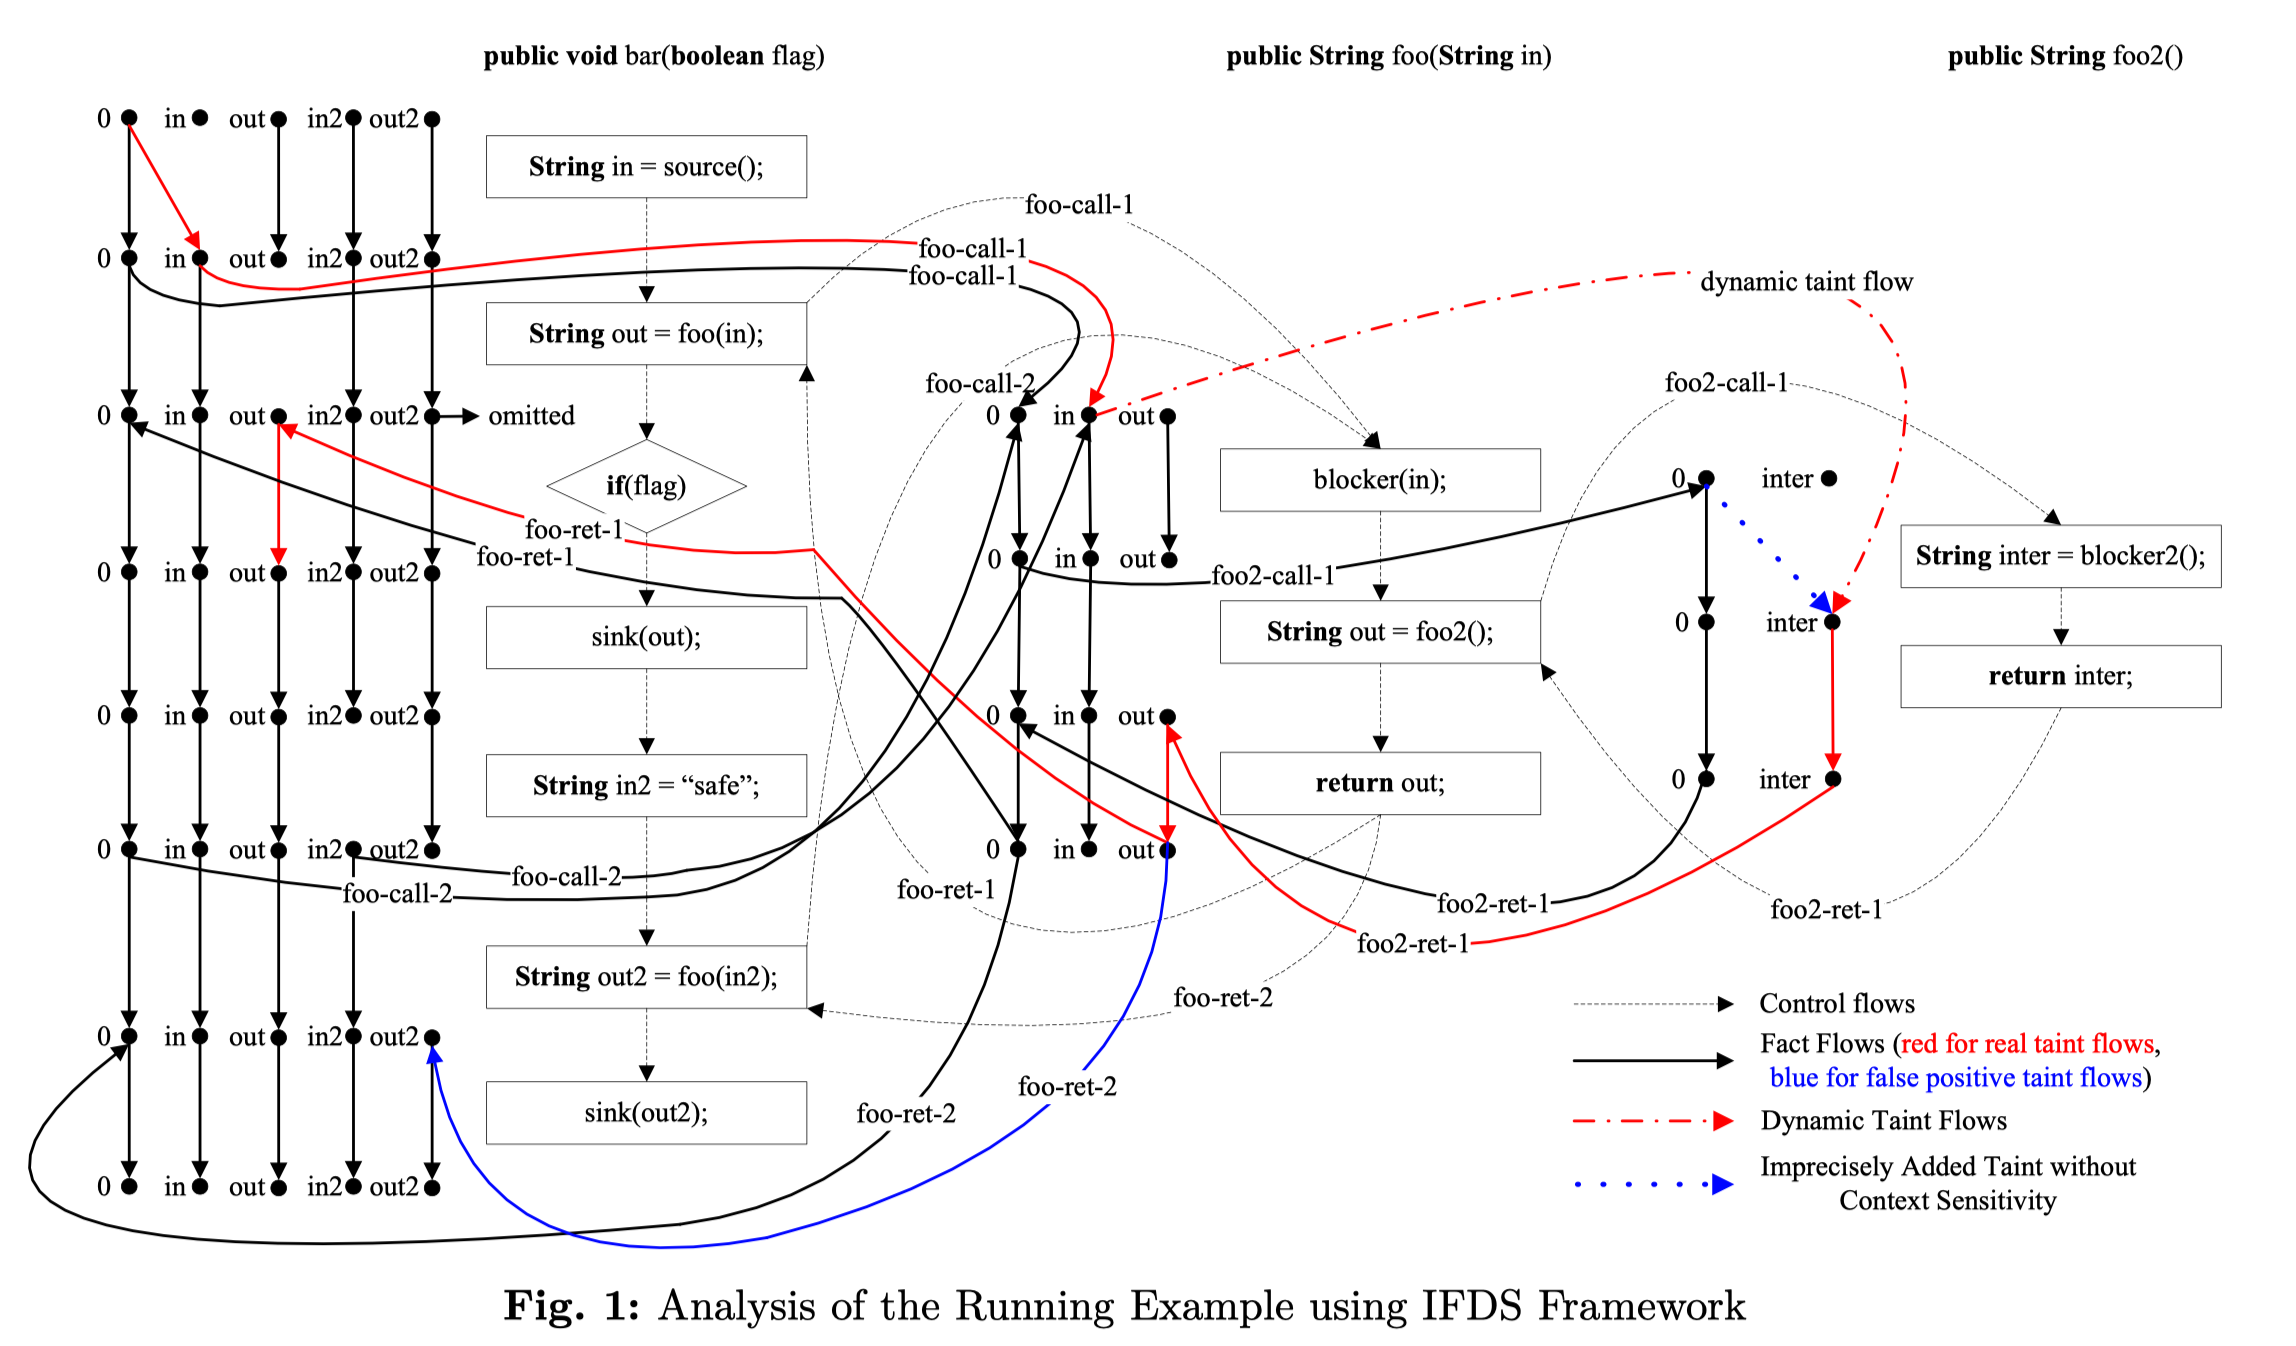 public void bar(boolean flag)
public String foo(String in)
public String foo2()
0 in out in2 out2
String in = source();
foo-call-1
foo-call-1
0 in out in2 out2
foo-call-1
dynamic taint flow
String out = foo(in);
foo-call-2
foo2-call-1
0 in out in2 out2 omitted
0 in out
blocker(in);
0 inter
if(flag)
foo-ret-1
foo-ret-1
String inter = blocker2();
0 in out in2 out2
0 in out
foo2-call-1
String out = foo2();
0 inter
sink(out);
return inter;
0 in out in2 out2
0 in out
String in2 = “safe”;
return out;
0 inter
0 in out in2 out2
0 in out
foo-call-2
foo-call-2
foo-ret-1
foo2-ret-1
foo2-ret-1
foo2-ret-1
String out2 = foo(in2);
foo-ret-2
Control flows
0 in out in2 out2
Fact Flows (red for real taint flows,
blue for false positive taint flows)
foo-ret-2
foo-ret-2
sink(out2);
Dynamic Taint Flows
Imprecisely Added Taint without
Context Sensitivity
0 in out in2 out2
Fig. 1: Analysis of the Running Example using IFDS Framework